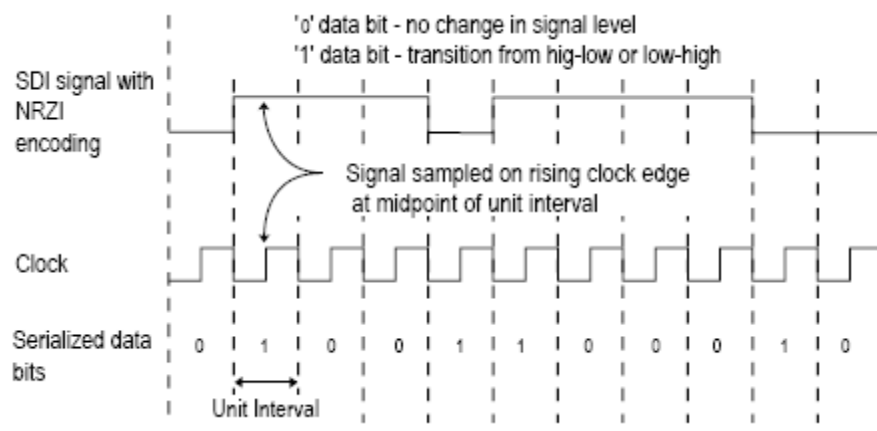 '0' data bit - no change in signal level
'1' data bit - transition from hig-low or low-high
SDI signal with
NRZI
encoding
Signal sampled on rising clock edge
at midpoint of unit interval
Clock
Serialized data
bits
0 1 0 0 1 1 0 0 0 1 0
Unit Interval